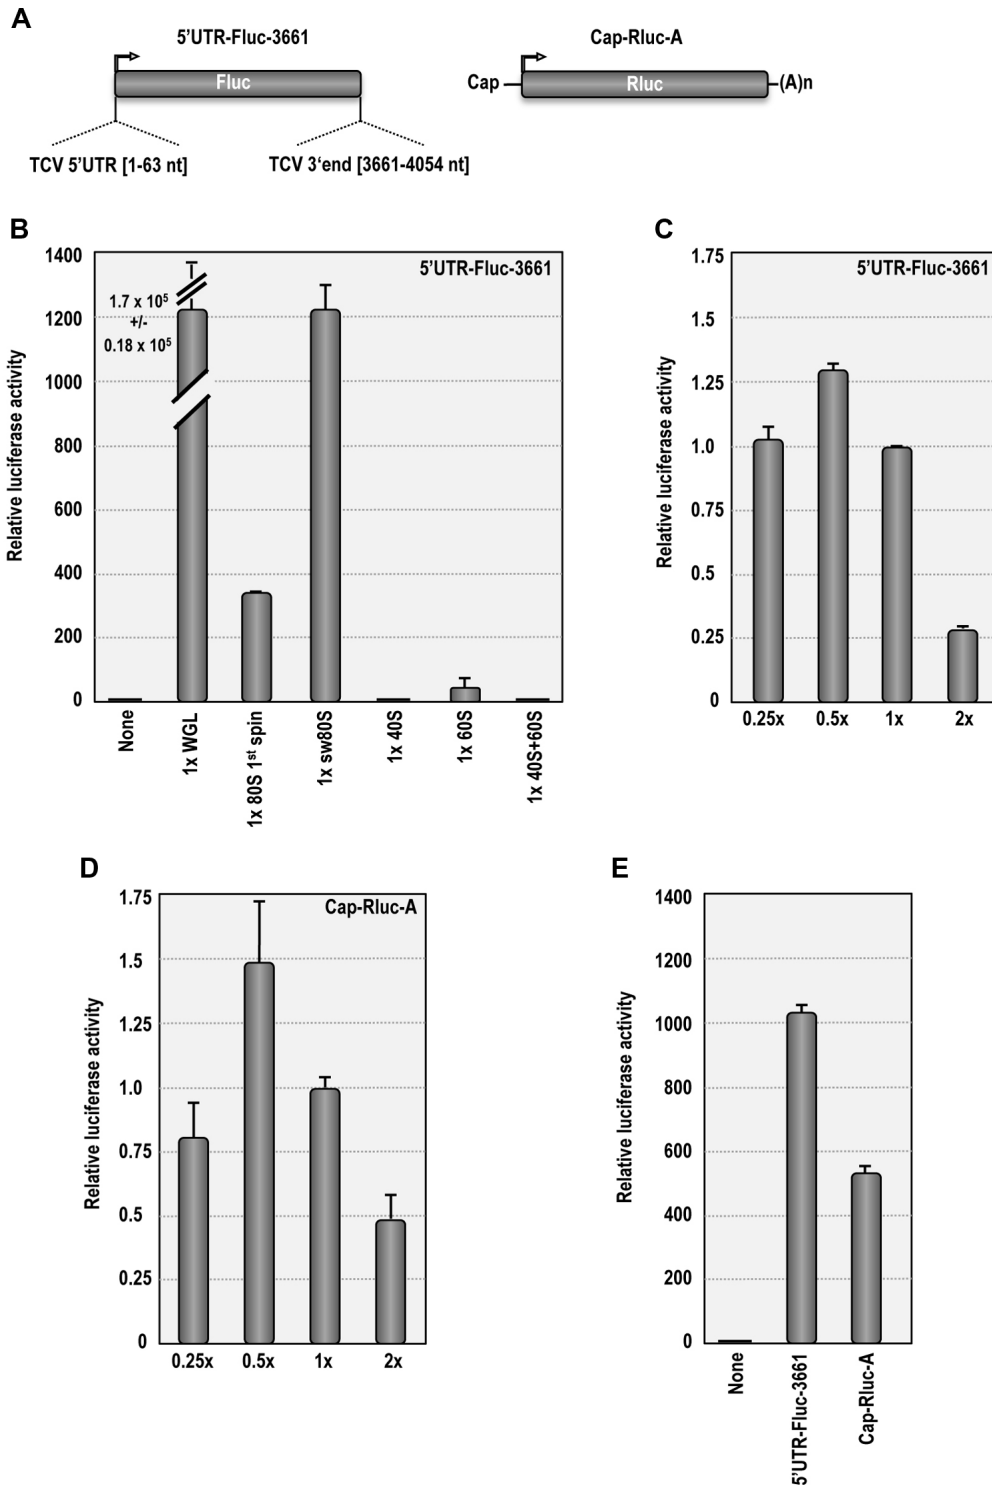 A
5’UTR-Fluc-3661
Cap-Rluc-A
Fluc
Cap
Rluc
(A)n
TCV 5’UTR [1-63 nt]
TCV 3‘end [3661-4054 nt]
B
Relative luciferase activity
1400
1200
1000
800
600
400
200
0
5’UTR-Fluc-3661
1.7 x 10⁵
+/-
0.18 x 10⁵
None
1x WGL
1x 80S 1ˢᵗ spin
1x sw80S
1x 40S
1x 60S
1x 40S+60S
C
Relative luciferase activity
1.75
1.5
1.25
1.0
0.75
0.5
0.25
0
5’UTR-Fluc-3661
0.25x
0.5x
1x
2x
D
Relative luciferase activity
1.75
1.5
1.25
1.0
0.75
0.5
0.25
0
Cap-Rluc-A
0.25x
0.5x
1x
2x
E
Relative luciferase activity
1400
1200
1000
800
600
400
200
0
None
5’UTR-Fluc-3661
Cap-Rluc-A